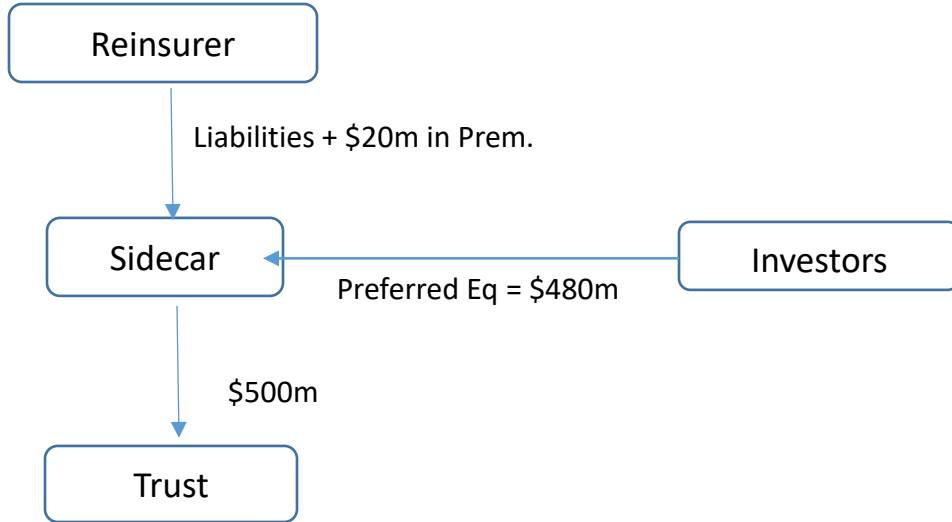 Reinsurer
Liabilities + $20m in Prem.
Sidecar
Investors
Preferred Eq = $480m
$500m
Trust